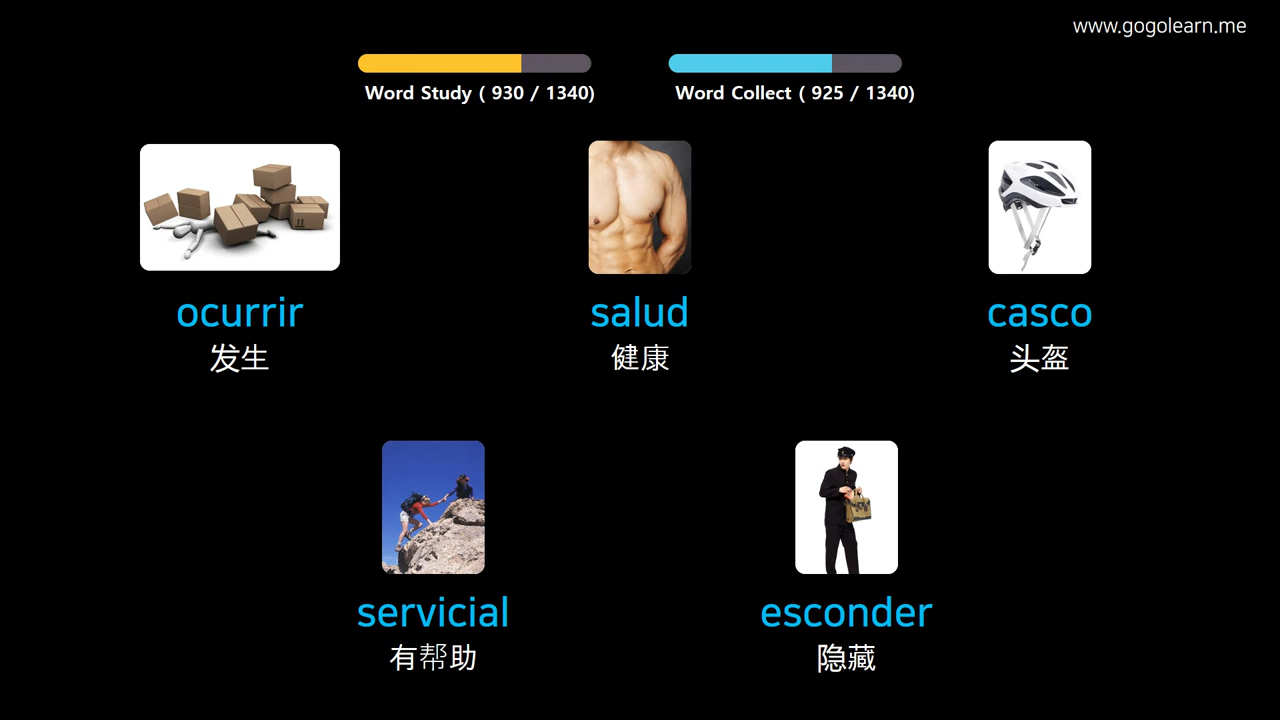 www.gogolearn.me
Word Study ( 930 / 1340)
Word Collect ( 925 / 1340)
ocurrir
发生
salud
健康
casco
头盔
servicial
有帮助
esconder
隐藏